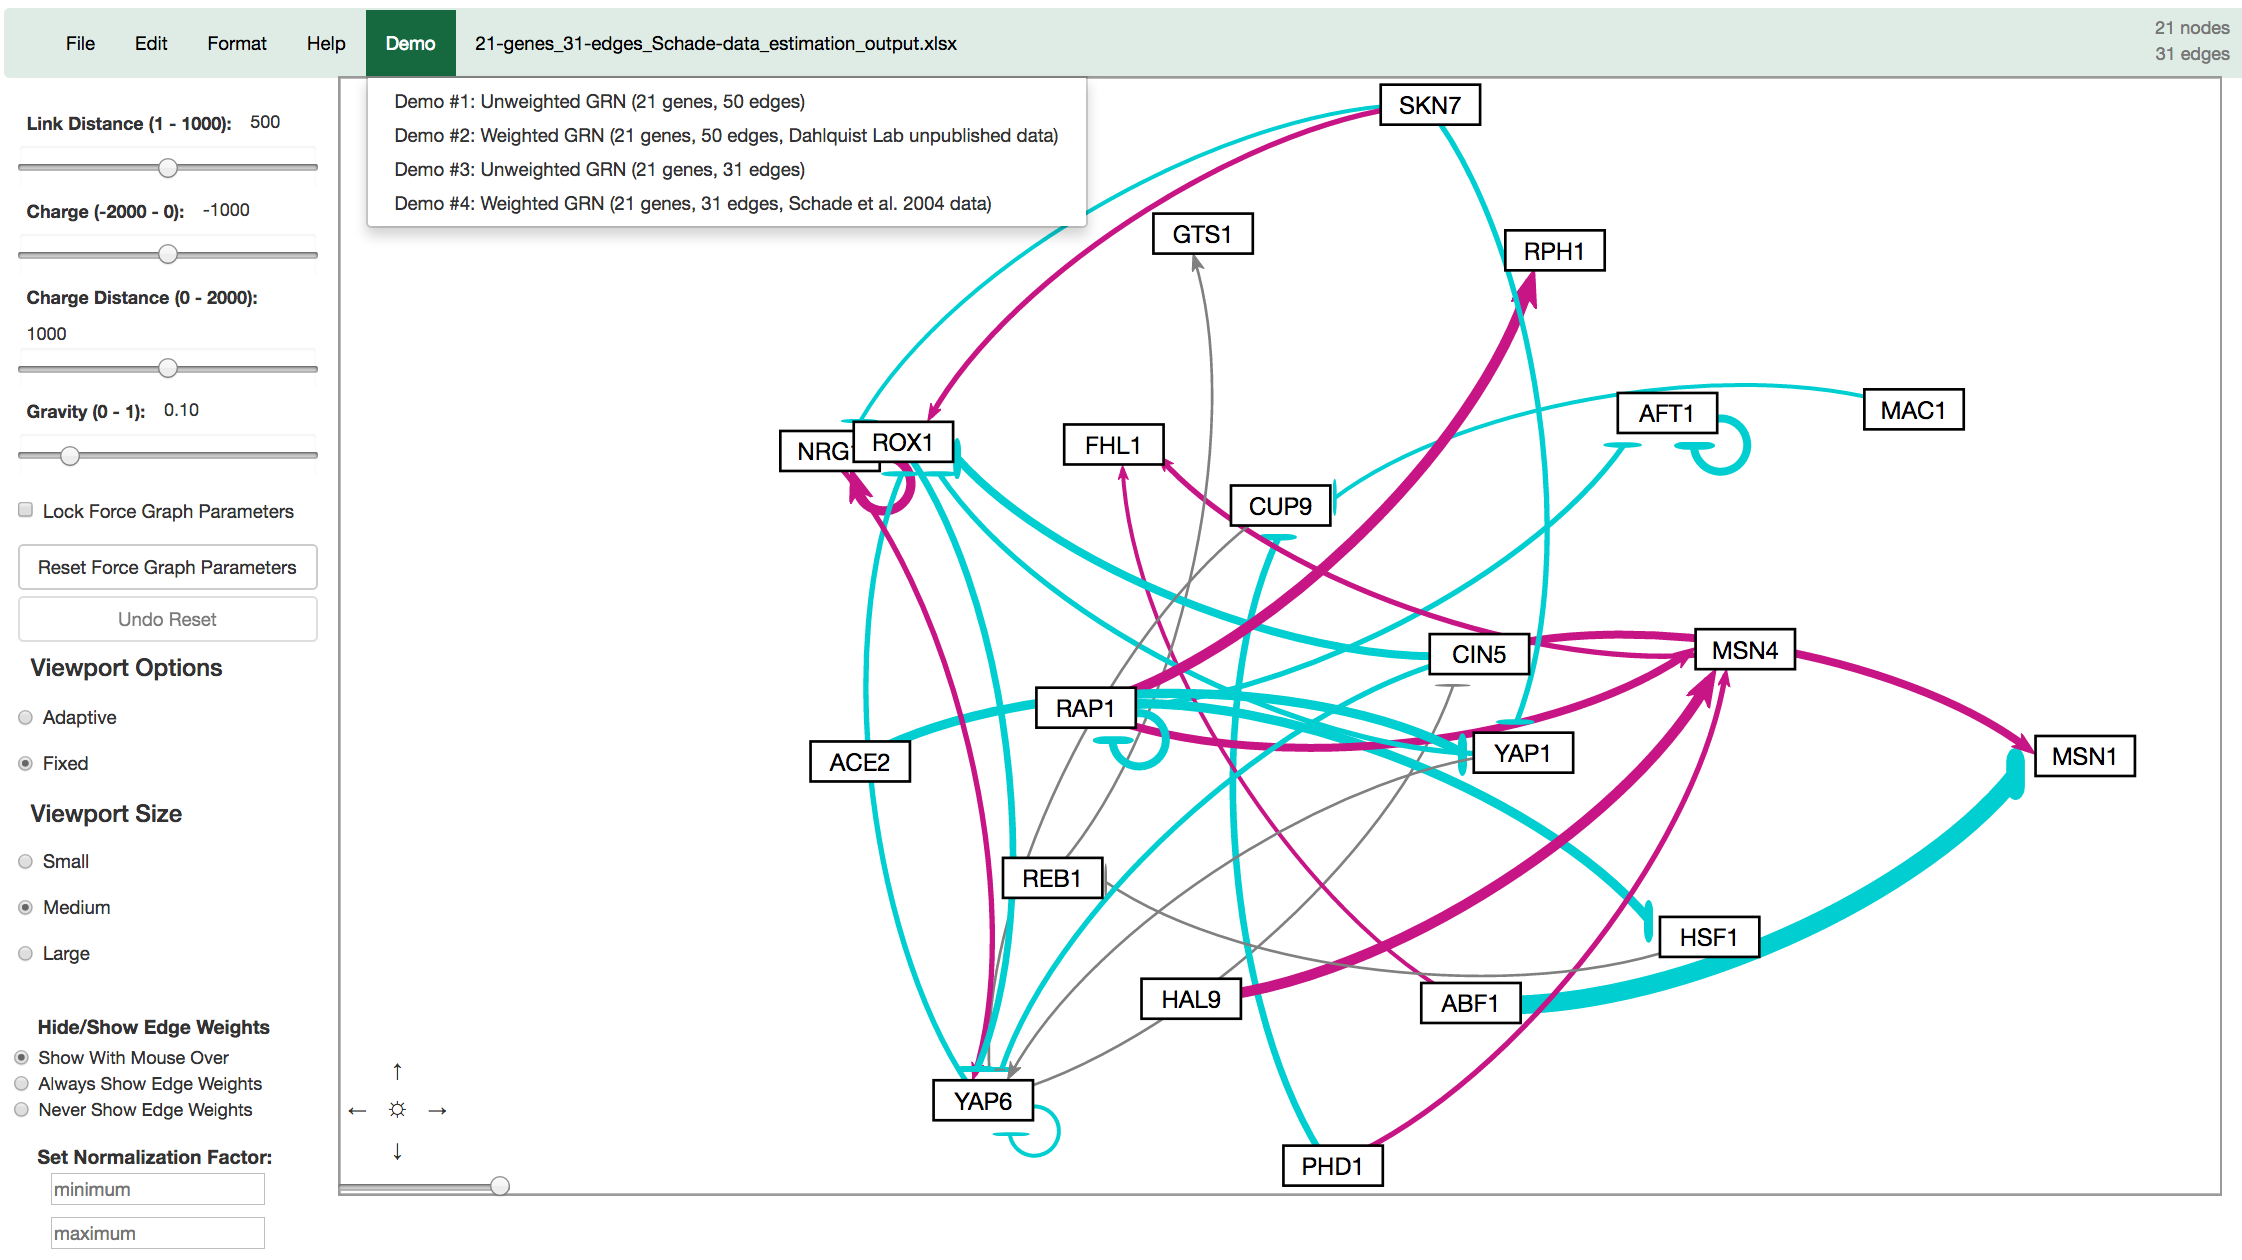 File Edit Format Help Demo 21-genes_31-edges_Schade-data_estimation_output.xlsx
21 nodes
31 edges
Demo #1: Unweighted GRN (21 genes, 50 edges)
Demo #2: Weighted GRN (21 genes, 50 edges, Dahlquist Lab unpublished data)
Demo #3: Unweighted GRN (21 genes, 31 edges)
Demo #4: Weighted GRN (21 genes, 31 edges, Schade et al. 2004 data)
Link Distance (1 - 1000): 500
Charge (-2000 - 0): -1000
Charge Distance (0 - 2000):
1000
Gravity (0 - 1): 0.10
Lock Force Graph Parameters
Reset Force Graph Parameters
Undo Reset
Viewport Options
Adaptive
Fixed
Viewport Size
Small
Medium
Large
Hide/Show Edge Weights
Show With Mouse Over
Always Show Edge Weights
Never Show Edge Weights
Set Normalization Factor:
minimum
maximum
SKN7
GTS1
RPH1
MAC1
AFT1
NRG
ROX1
FHL1
CUP9
CIN5
MSN4
RAP1
YAP1
MSN1
ACE2
REB1
HSF1
HAL9
ABF1
YAP6
PHD1